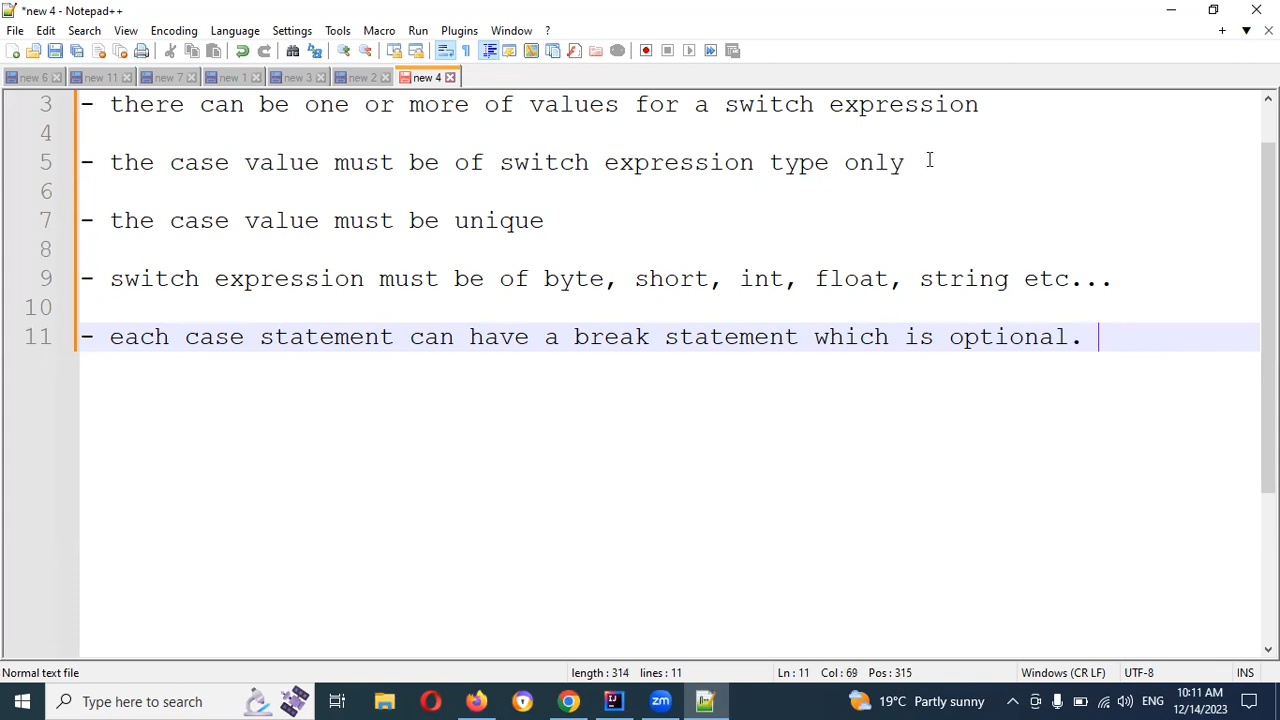 *new 4 - Notepad++
File Edit Search View Encoding Language Settings Tools Macro Run Plugins Window ?
new 6 new 11 new 7 new 1 new 3 new 2 new 4
3 - there can be one or more of values for a switch expression
4
5 - the case value must be of switch expression type only
6
7 - the case value must be unique
8
9 - switch expression must be of byte, short, int, float, string etc...
10
11 - each case statement can have a break statement which is optional.
Normal text file length : 314 lines : 11 Ln : 11 Col : 69 Pos : 315 Windows (CR LF) UTF-8 INS
Type here to search zm 19°C Partly sunny ENG 10:11 AM
12/14/2023